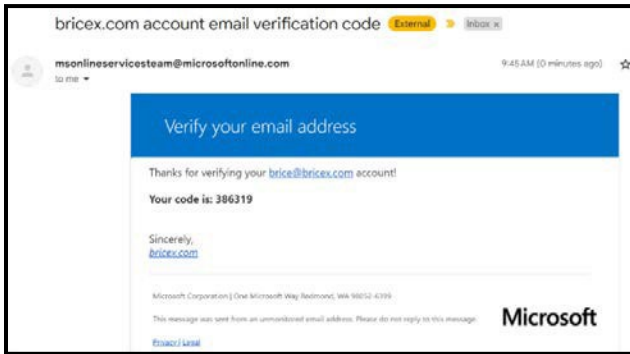 bricex.com account email verification code External Inbox x
msonlineservicesteam@microsoftonline.com 9:45 AM (0 minutes ago)
to me
Verify your email address
Thanks for verifying your brice@bricex.com account!
Your code is: 386319
Sincerely,
bricex.com
Microsoft Corporation | One Microsoft Way Redmond, WA 98052-6399
This message was sent from an unmonitored email address. Please do not reply to this message.
Privacy | Legal
Microsoft